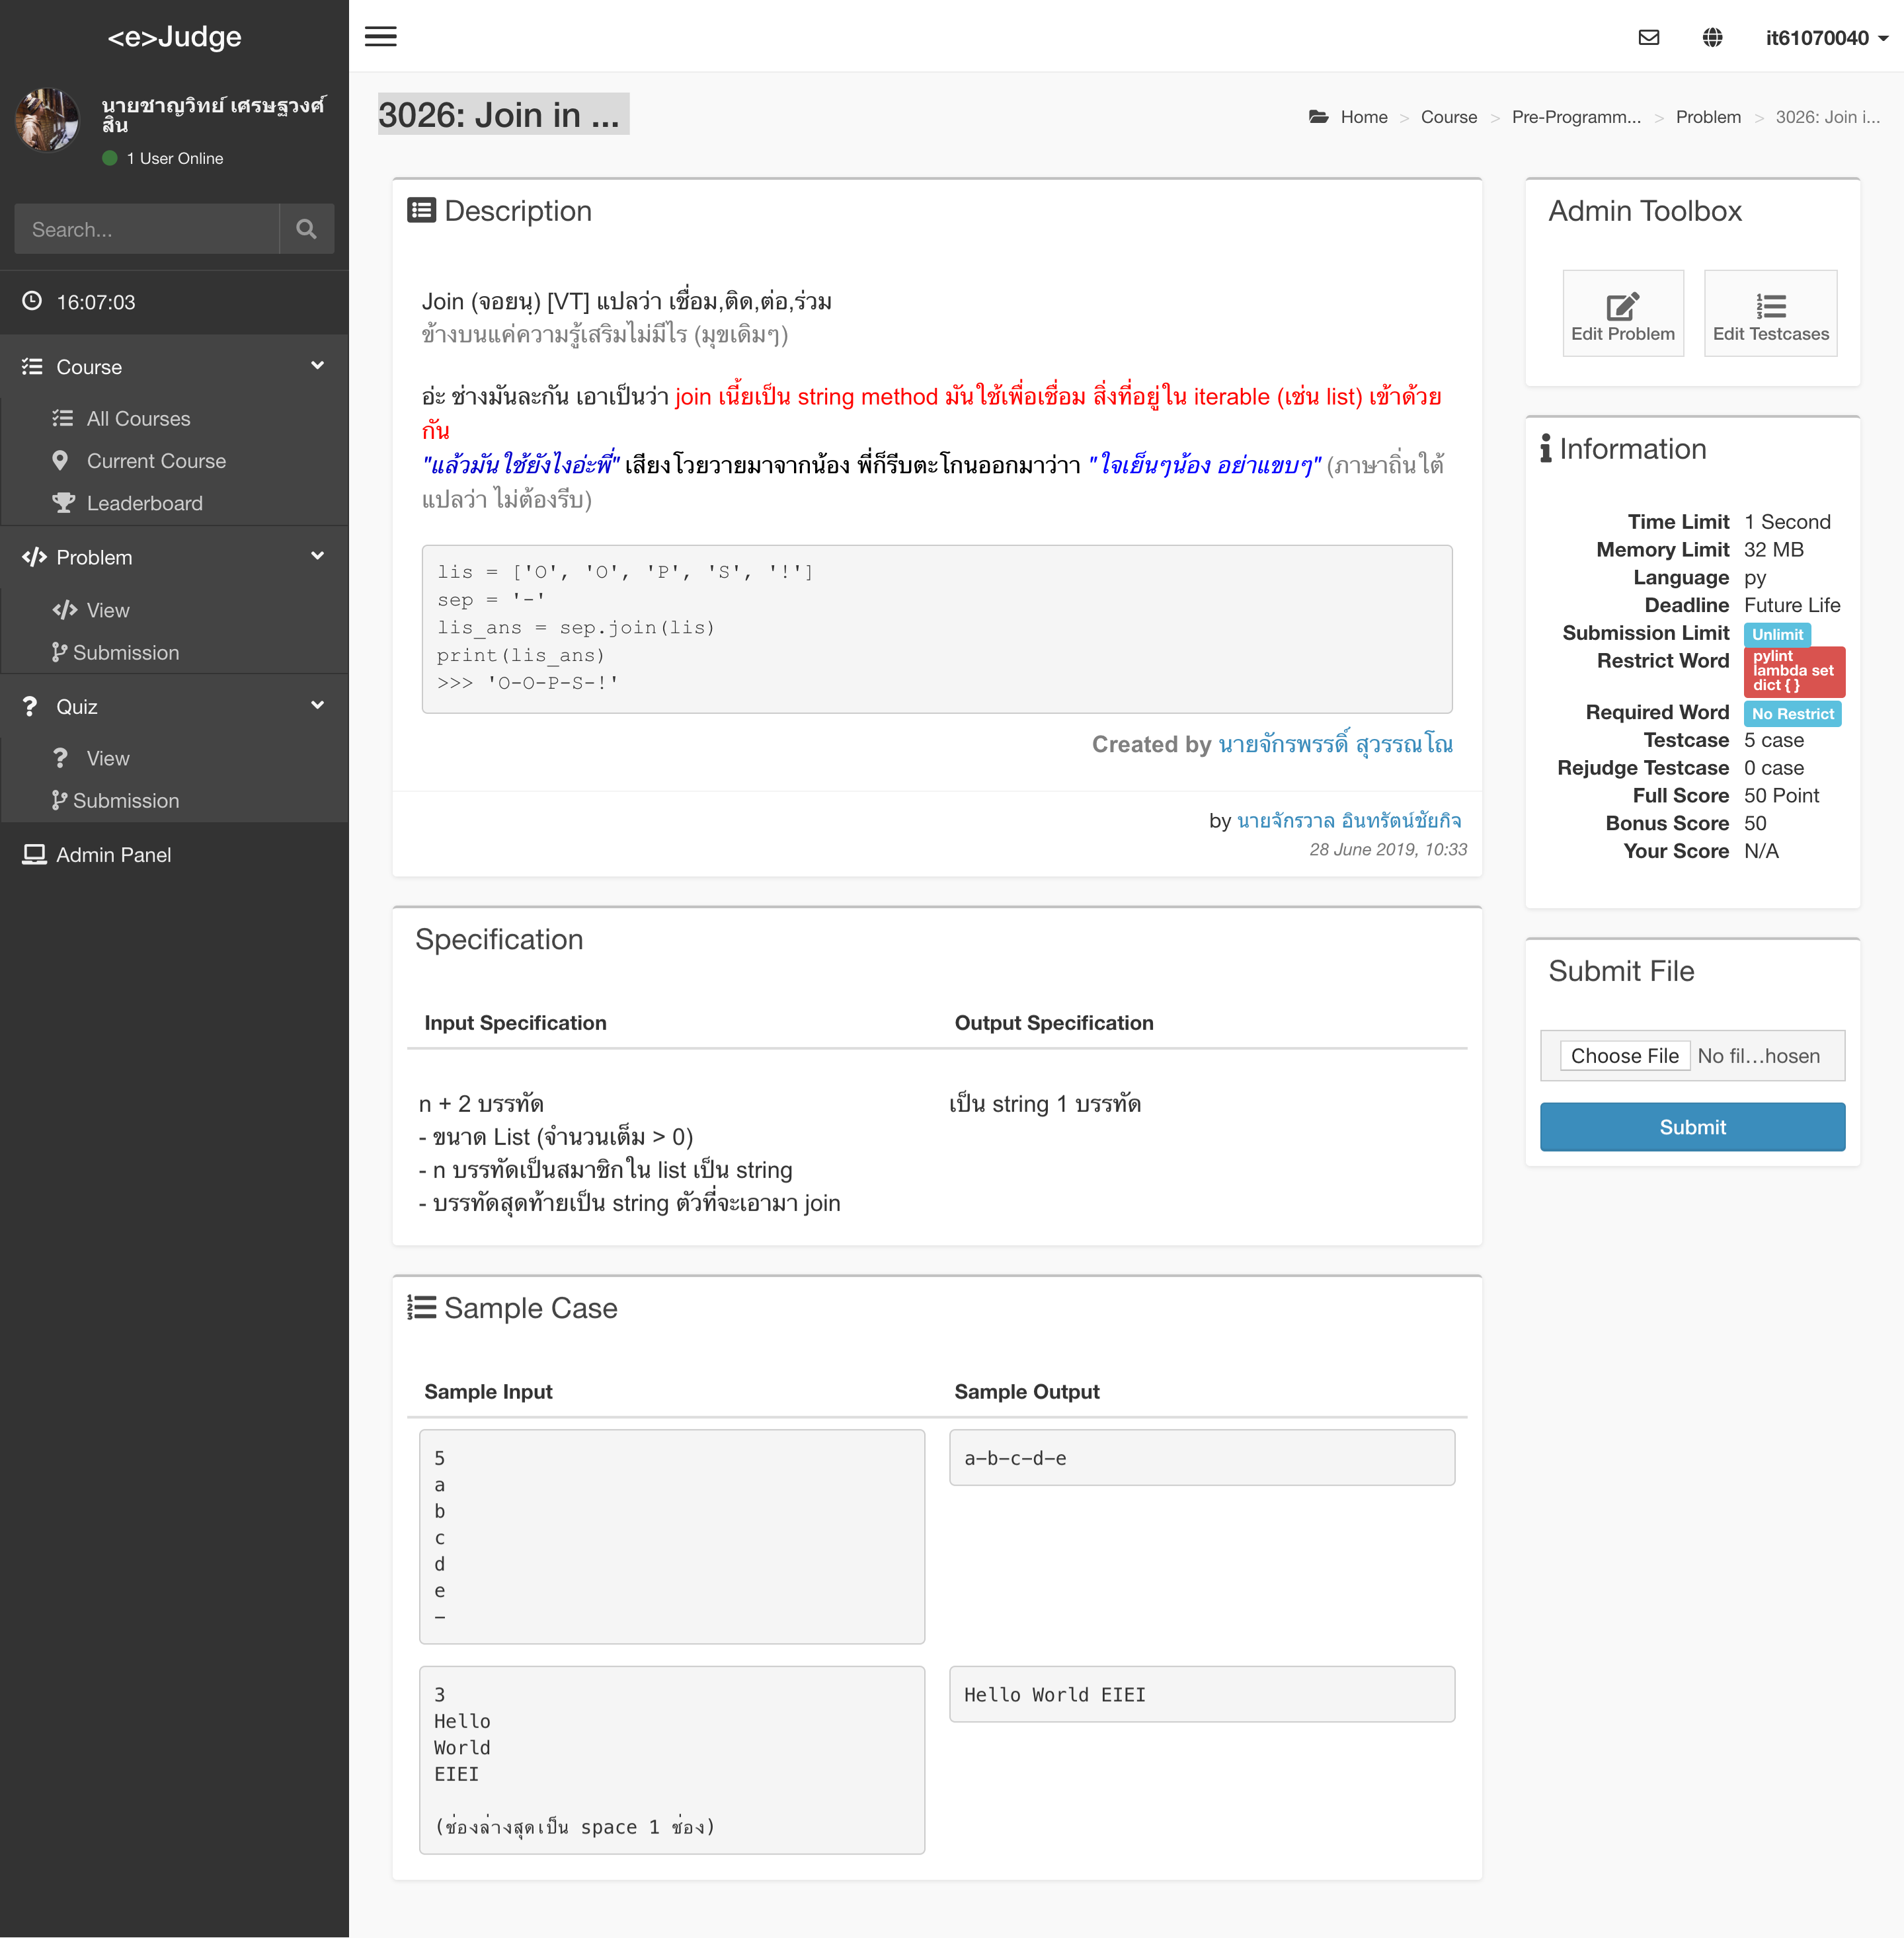 <e>Judge
it61070040
นายชาญวิทย์ เศรษฐวงศ์
สิน
1 User Online
Search...
16:07:03
Course
All Courses
Current Course
Leaderboard
Problem
View
Submission
Quiz
View
Submission
Admin Panel
3026: Join in ...
Home > Course > Pre-Programm... > Problem > 3026: Join i...
Description
Join (จอยนฺ) [VT] แปลว่า เชื่อม,ติด,ต่อ,ร่วม
ข้างบนแค่ความรู้เสริมไม่มีไร (มุขเดิมๆ)
อ่ะ ช่างมันละกัน เอาเป็นว่า join เนี้ยเป็น string method มันใช้เพื่อเชื่อม สิ่งที่อยู่ใน iterable (เช่น list) เข้าด้วย
กัน
"แล้วมันใช้ยังไงอ่ะพี่" เสียงโวยวายมาจากน้อง พี่ก็รีบตะโกนออกมาว่าา "ใจเย็นๆน้อง อย่าแขบๆ" (ภาษาถิ่นใต้
แปลว่า ไม่ต้องรีบ)
lis = ['O', 'O', 'P', 'S', '!']
sep = '-'
lis_ans = sep.join(lis)
print(lis_ans)
>>> 'O-O-P-S-!'
Created by นายจักรพรรดิ์ สุวรรณโณ
by นายจักรวาล อินทรัตน์ชัยกิจ
28 June 2019, 10:33
Specification
Input Specification
Output Specification
n + 2 บรรทัด
- ขนาด List (จำนวนเต็ม > 0)
- n บรรทัดเป็นสมาชิกใน list เป็น string
- บรรทัดสุดท้ายเป็น string ตัวที่จะเอามา join
เป็น string 1 บรรทัด
Sample Case
Sample Input
Sample Output
5
a
b
c
d
e
-
a-b-c-d-e
3
Hello
World
EIEI
(ช่องล่างสุดเป็น space 1 ช่อง)
Hello World EIEI
Admin Toolbox
Edit Problem
Edit Testcases
Information
Time Limit 1 Second
Memory Limit 32 MB
Language py
Deadline Future Life
Submission Limit Unlimit
Restrict Word pylint
lambda set
dict { }
Required Word No Restrict
Testcase 5 case
Rejudge Testcase 0 case
Full Score 50 Point
Bonus Score 50
Your Score N/A
Submit File
Choose File No fil...hosen
Submit